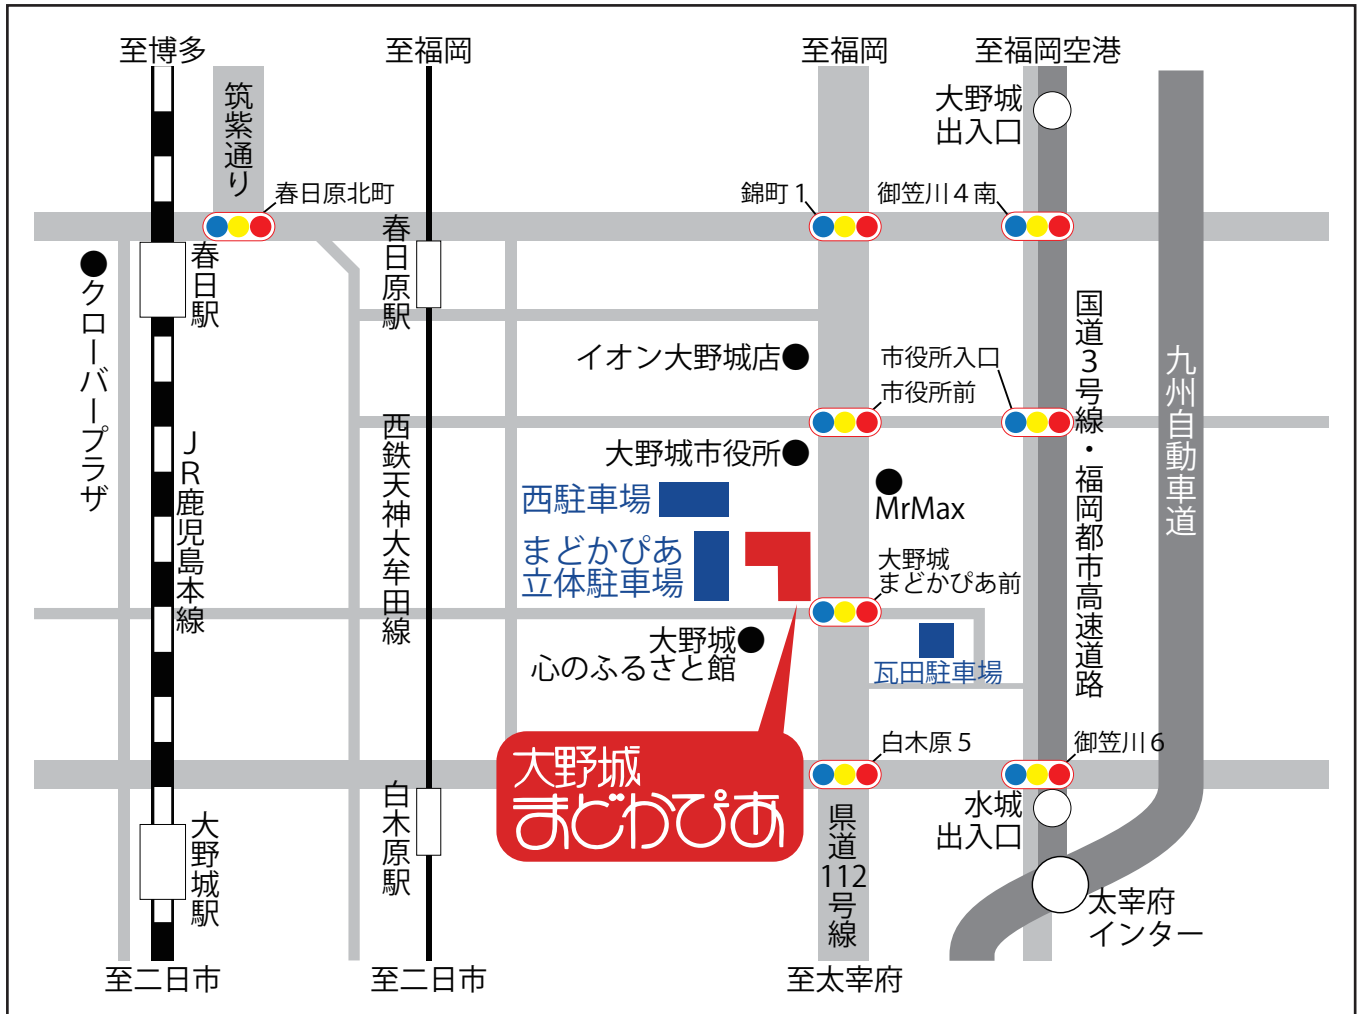 至博多
至福岡
至福岡
至福岡空港
筑紫通り
大野城
出入口
春日原北町
錦町 1
御笠川 4 南
春日駅
春日原駅
クローバープラザ
国道3号線・福岡都市高速道路
九州自動車道
イオン大野城店
市役所入口
市役所前
JR鹿児島本線
西鉄天神大牟田線
大野城市役所
MrMax
西駐車場
まどかぴあ
立体駐車場
大野城
まどかぴあ前
大野城
心のふるさと館
瓦田駐車場
大野城
まどかぴあ
白木原 5
御笠川 6
白木原駅
大野城駅
県道112号線
水城
出入口
太宰府
インター
至二日市
至二日市
至太宰府